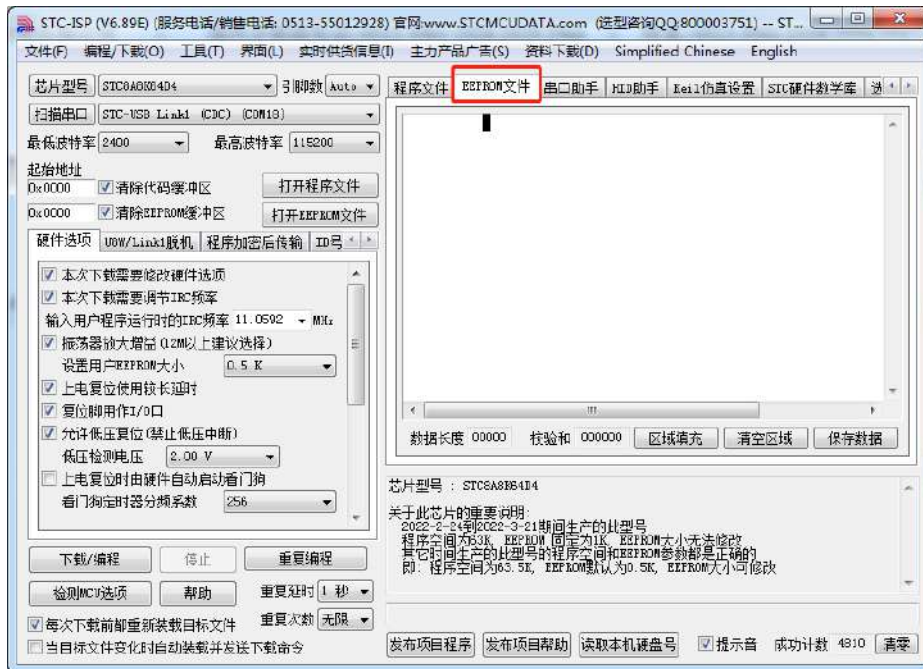 STC-ISP (V6.89E) (服务电话/销售电话: 0513-55012928) 官网:www.STCMCUDATA.com (选型咨询QQ:800003751) -- ST...
文件(F) 编程/下载(O) 工具(T) 界面(L) 实时供货信息(I) 主力产品广告(S) 资料下载(D) Simplified Chinese English
芯片型号 STC8A8K64D4 引脚数 Auto
扫描串口 STC-USB Link1 (CDC) (COM18)
最低波特率 2400 最高波特率 115200
起始地址
0x0000 清除代码缓冲区 打开程序文件
0x0000 清除EEPROM缓冲区 打开EEPROM文件
硬件选项 U8W/Link1脱机 程序加密后传输 ID号
本次下载需要修改硬件选项
本次下载需要调节IRC频率
输入用户程序运行时的IRC频率 11.0592 MHz
振荡器放大增益(12M以上建议选择)
设置用户EEPROM大小 0.5 K
上电复位使用较长延时
复位脚用作I/O口
允许低压复位(禁止低压中断)
低压检测电压 2.00 V
上电复位时由硬件自动启动看门狗
看门狗定时器分频系数 256
下载/编程 停止 重复编程
检测MCU选项 帮助 重复延时 1 秒
每次下载前都重新装载目标文件 重复次数 无限
当目标文件变化时自动装载并发送下载命令
程序文件 EEPROM文件 串口助手 HID助手 Keil仿真设置 STC硬件数学库 选
数据长度 00000 校验和 000000 区域填充 清空区域 保存数据
芯片型号 : STC8A8K64D4
关于此芯片的重要说明:
2022-2-24到2022-3-21期间生产的此型号
程序空间为63K, EEPROM 固定为1K, EEPROM大小无法修改
其它时间生产的此型号的程序空间和EEPROM参数都是正确的
即: 程序空间为63.5K, EEPROM默认为0.5K, EEPROM大小可修改
发布项目程序 发布项目帮助 读取本机硬盘号 提示音 成功计数 4810 清零